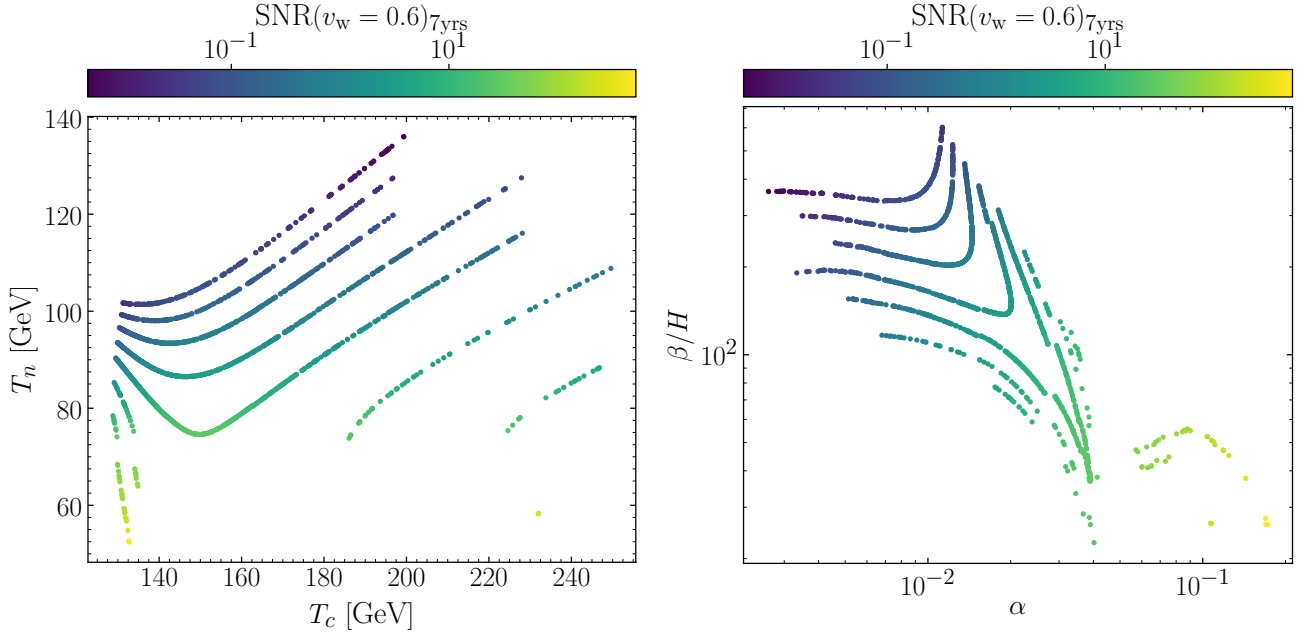 SNR(v_w = 0.6)_7yrs
10^-1 10^1
140
120
100
80
60
T_n [GeV]
140 160 180 200 220 240
T_c [GeV]
SNR(v_w = 0.6)_7yrs
10^-1 10^1
10^2
β/H
10^-2 10^-1
α